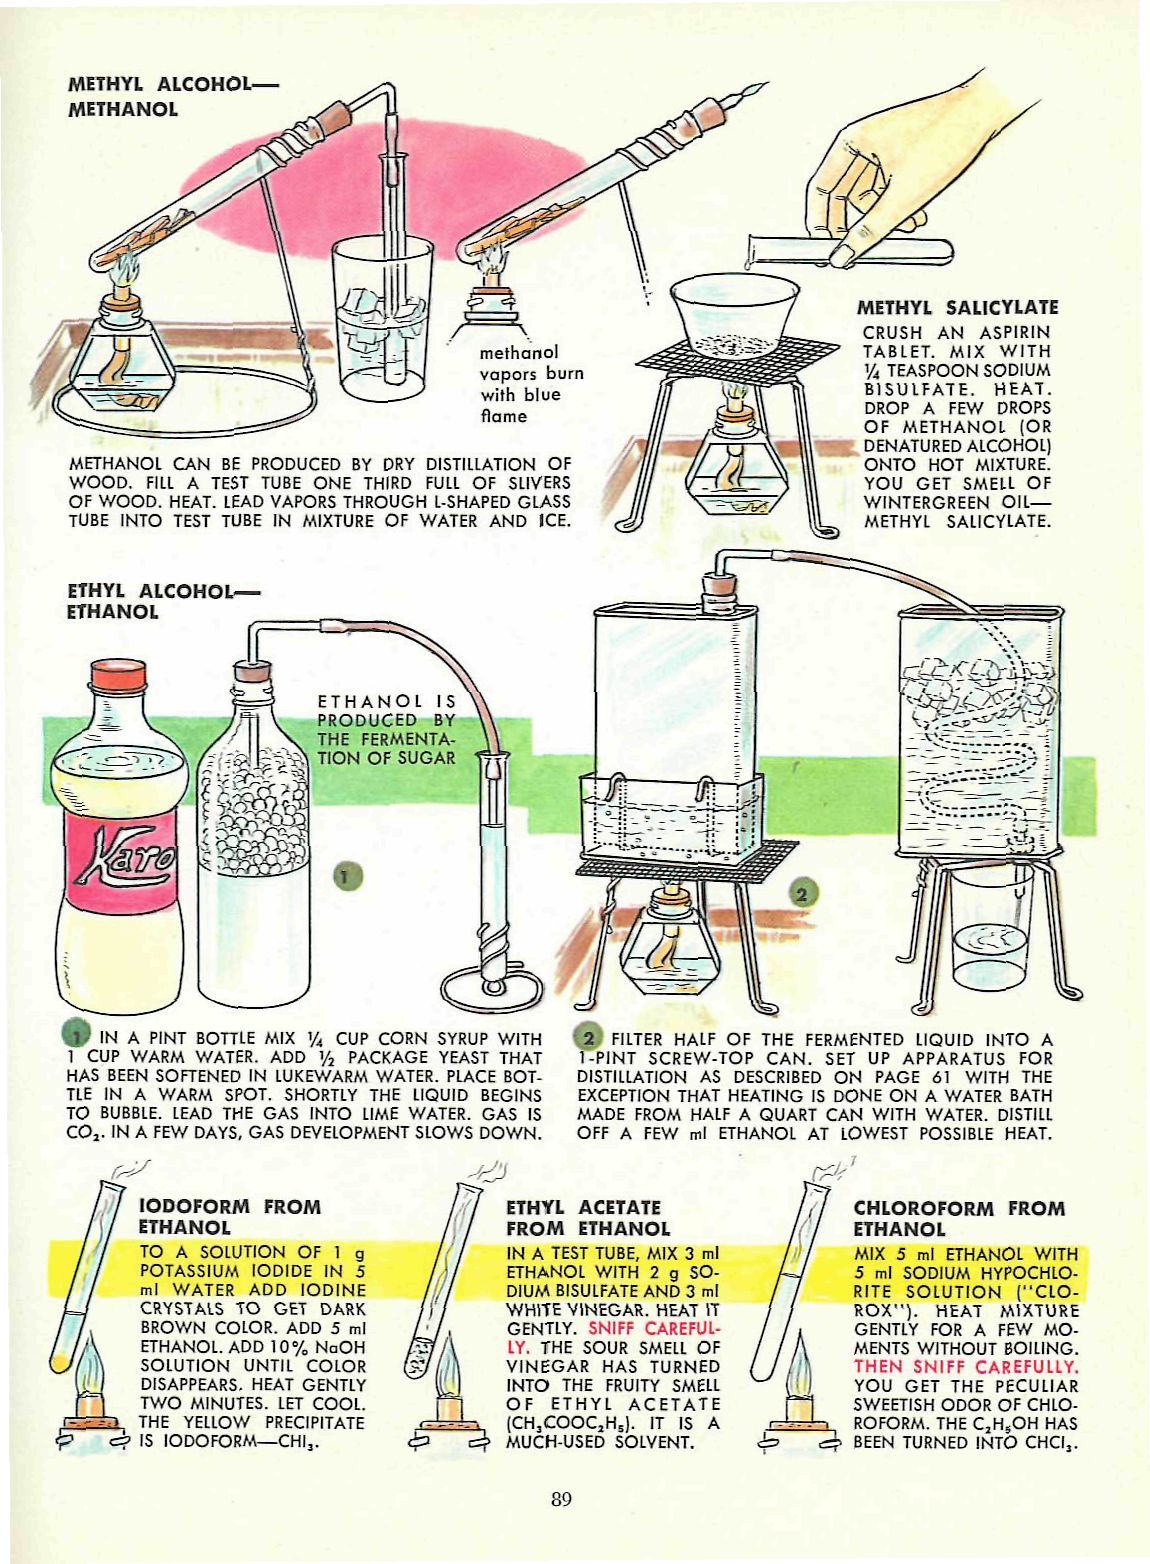 METHYL ALCOHOL—
METHANOL
methanol
vapors burn
with blue
flame
METHANOL CAN BE PRODUCED BY DRY DISTILLATION OF
WOOD. FILL A TEST TUBE ONE THIRD FULL OF SLIVERS
OF WOOD. HEAT. LEAD VAPORS THROUGH L-SHAPED GLASS
TUBE INTO TEST TUBE IN MIXTURE OF WATER AND ICE.
METHYL SALICYLATE
CRUSH AN ASPIRIN
TABLET. MIX WITH
¼ TEASPOON SODIUM
BISULFATE. HEAT.
DROP A FEW DROPS
OF METHANOL (OR
DENATURED ALCOHOL)
ONTO HOT MIXTURE.
YOU GET SMELL OF
WINTERGREEN OIL—
METHYL SALICYLATE.
ETHYL ALCOHOL—
ETHANOL
ETHANOL IS
PRODUCED BY
THE FERMENTA-
TION OF SUGAR
Karo
1
2
1 IN A PINT BOTTLE MIX ¼ CUP CORN SYRUP WITH
1 CUP WARM WATER. ADD ½ PACKAGE YEAST THAT
HAS BEEN SOFTENED IN LUKEWARM WATER. PLACE BOT-
TLE IN A WARM SPOT. SHORTLY THE LIQUID BEGINS
TO BUBBLE. LEAD THE GAS INTO LIME WATER. GAS IS
CO₂. IN A FEW DAYS, GAS DEVELOPMENT SLOWS DOWN.
2 FILTER HALF OF THE FERMENTED LIQUID INTO A
1-PINT SCREW-TOP CAN. SET UP APPARATUS FOR
DISTILLATION AS DESCRIBED ON PAGE 61 WITH THE
EXCEPTION THAT HEATING IS DONE ON A WATER BATH
MADE FROM HALF A QUART CAN WITH WATER. DISTILL
OFF A FEW ml ETHANOL AT LOWEST POSSIBLE HEAT.
IODOFORM FROM
ETHANOL
TO A SOLUTION OF 1 g
POTASSIUM IODIDE IN 5
ml WATER ADD IODINE
CRYSTALS TO GET DARK
BROWN COLOR. ADD 5 ml
ETHANOL. ADD 10% NaOH
SOLUTION UNTIL COLOR
DISAPPEARS. HEAT GENTLY
TWO MINUTES. LET COOL.
THE YELLOW PRECIPITATE
IS IODOFORM—CHI₃.
ETHYL ACETATE
FROM ETHANOL
IN A TEST TUBE, MIX 3 ml
ETHANOL WITH 2 g SO-
DIUM BISULFATE AND 3 ml
WHITE VINEGAR. HEAT IT
GENTLY. SNIFF CAREFUL-
LY. THE SOUR SMELL OF
VINEGAR HAS TURNED
INTO THE FRUITY SMELL
OF ETHYL ACETATE
(CH₃COOC₂H₅). IT IS A
MUCH-USED SOLVENT.
CHLOROFORM FROM
ETHANOL
MIX 5 ml ETHANOL WITH
5 ml SODIUM HYPOCHLO-
RITE SOLUTION ("CLO-
ROX"). HEAT MIXTURE
GENTLY FOR A FEW MO-
MENTS WITHOUT BOILING.
THEN SNIFF CAREFULLY.
YOU GET THE PECULIAR
SWEETISH ODOR OF CHLO-
ROFORM. THE C₂H₅OH HAS
BEEN TURNED INTO CHCl₃.
89